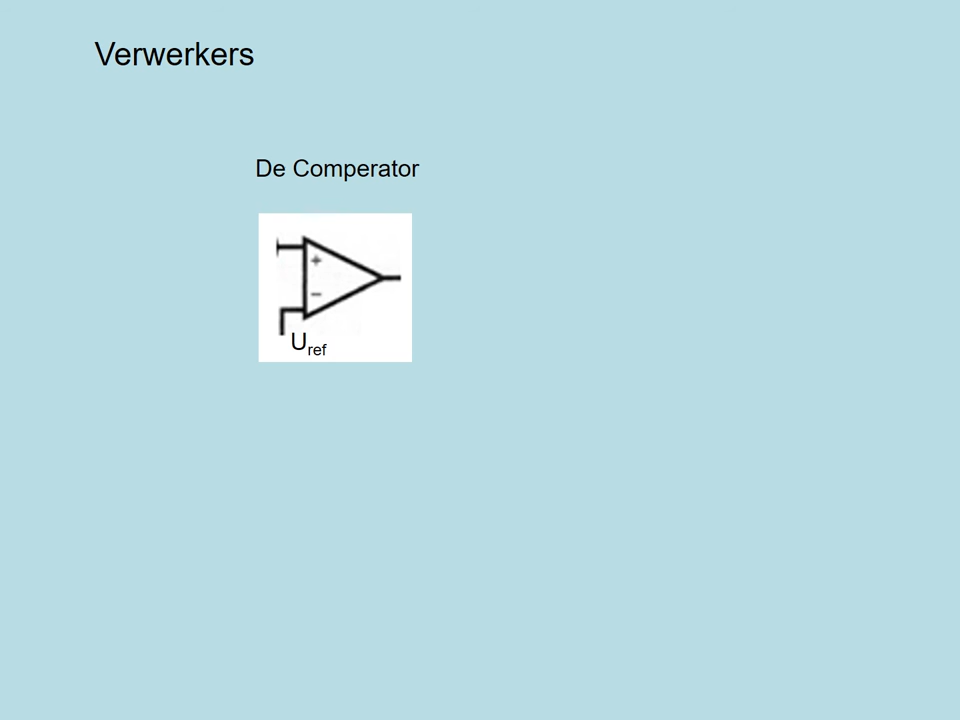 Verwerkers
De Comperator
+
−
Uref